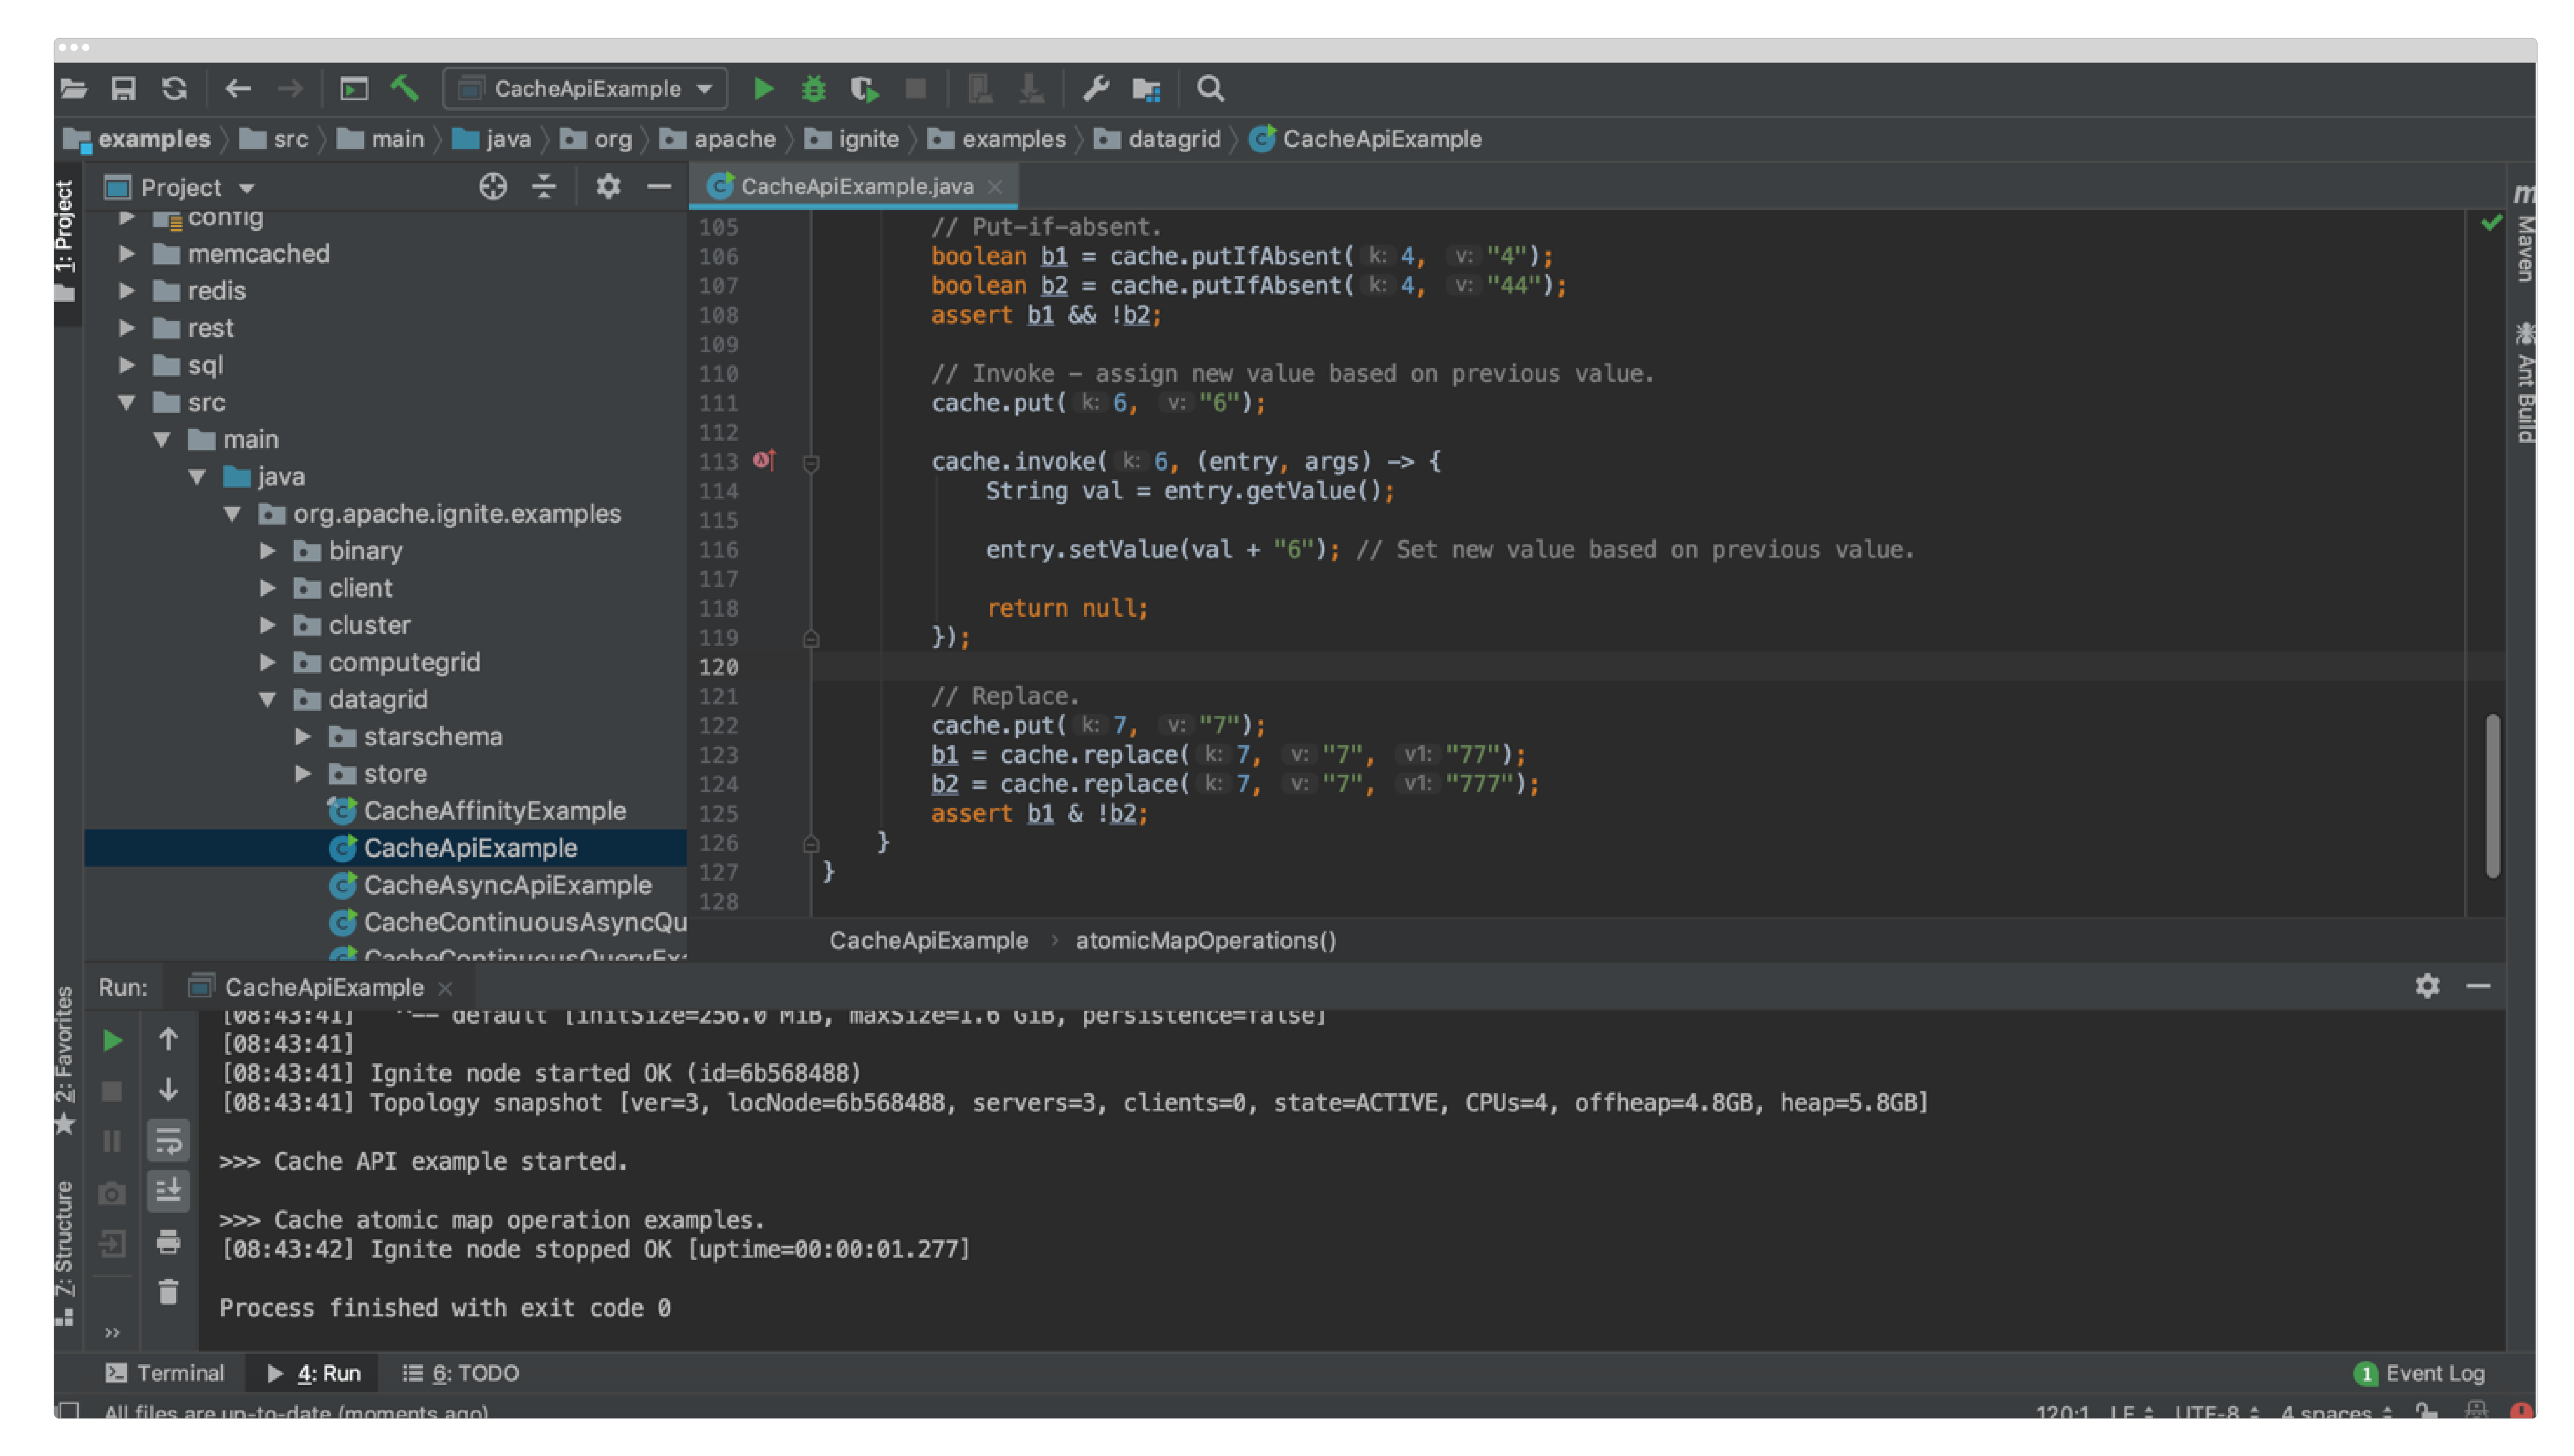 CacheApiExample
examples src main java org apache ignite examples datagrid CacheApiExample
1: Project
Project
config
memcached
redis
rest
sql
src
main
java
org.apache.ignite.examples
binary
client
cluster
computegrid
datagrid
starschema
store
CacheAffinityExample
CacheApiExample
CacheAsyncApiExample
CacheContinuousAsyncQu
CacheContinuousQueryEx
CacheApiExample.java
105 // Put-if-absent.
106 boolean b1 = cache.putIfAbsent( k: 4, v: "4");
107 boolean b2 = cache.putIfAbsent( k: 4, v: "44");
108 assert b1 && !b2;
109
110 // Invoke - assign new value based on previous value.
111 cache.put( k: 6, v: "6");
112
113 cache.invoke( k: 6, (entry, args) -> {
114 String val = entry.getValue();
115
116 entry.setValue(val + "6"); // Set new value based on previous value.
117
118 return null;
119 });
120
121 // Replace.
122 cache.put( k: 7, v: "7");
123 b1 = cache.replace( k: 7, v: "7", v1: "77");
124 b2 = cache.replace( k: 7, v: "7", v1: "777");
125 assert b1 & !b2;
126 }
127 }
128
CacheApiExample › atomicMapOperations()
m
Maven
Ant Build
2: Favorites
Z: Structure
Run: CacheApiExample
[08:43:41] ^-- default [initSize=256.0 MiB, maxSize=1.6 GiB, persistence=false]
[08:43:41]
[08:43:41] Ignite node started OK (id=6b568488)
[08:43:41] Topology snapshot [ver=3, locNode=6b568488, servers=3, clients=0, state=ACTIVE, CPUs=4, offheap=4.8GB, heap=5.8GB]
>>> Cache API example started.
>>> Cache atomic map operation examples.
[08:43:42] Ignite node stopped OK [uptime=00:00:01.277]
Process finished with exit code 0
Terminal 4: Run 6: TODO 1 Event Log
All files are up-to-date (moments ago) 120:1 LF UTF-8 4 spaces